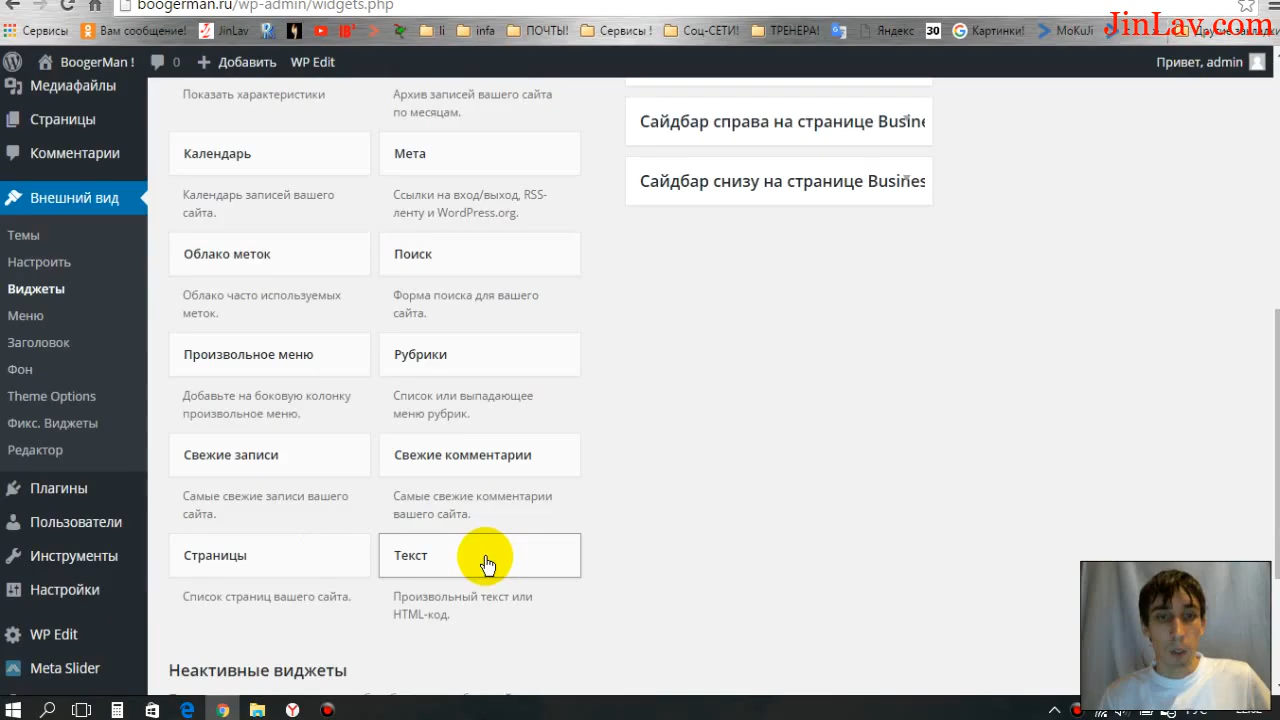 boogerman.ru/wp-admin/widgets.php
JinLav.com
Сервисы
Вам сообщение!
JinLav
li
infa
ПОЧТЫ!
Сервисы !
Соц-СЕТИ!
ТРЕНЕРА!
Яндекс
30
Картинки!
MoKuJi
Другие закладки
BoogerMan !
0
Добавить
WP Edit
Привет, admin
Медиафайлы
Страницы
Комментарии
Внешний вид
Темы
Настроить
Виджеты
Меню
Заголовок
Фон
Theme Options
Фикс. Виджеты
Редактор
Плагины
Пользователи
Инструменты
Настройки
WP Edit
Meta Slider
Показать характеристики
Архив записей вашего сайта
по месяцам.
Календарь
Мета
Календарь записей вашего
сайта.
Ссылки на вход/выход, RSS-
ленту и WordPress.org.
Облако меток
Поиск
Облако часто используемых
меток.
Форма поиска для вашего
сайта.
Произвольное меню
Рубрики
Добавьте на боковую колонку
произвольное меню.
Список или выпадающее
меню рубрик.
Свежие записи
Свежие комментарии
Самые свежие записи вашего
сайта.
Самые свежие комментарии
вашего сайта.
Страницы
Текст
Список страниц вашего сайта.
Произвольный текст или
HTML-код.
Неактивные виджеты
Сайдбар справа на странице Busine
Сайдбар снизу на странице Busines